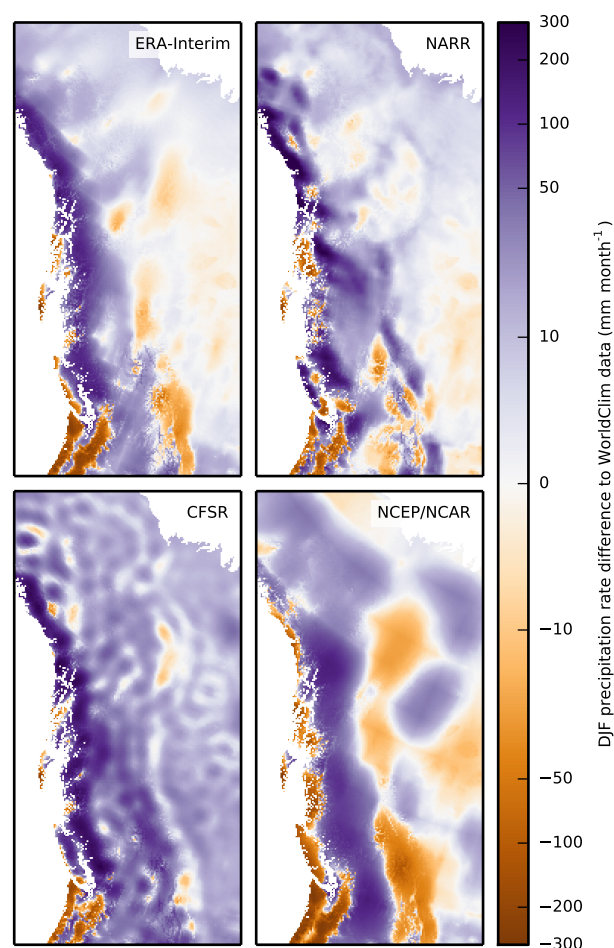 ERA-Interim
NARR
CFSR
NCEP/NCAR
300
200
100
50
10
0
−10
−50
−100
−200
−300
DJF precipitation rate difference to WorldClim data (mm month⁻¹)